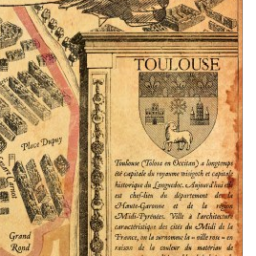 TOULOUSE
Place Dupuy
Toulouse (Tolosa en Occitan) a longtemps
été capitale du royaume wisigoth et capitale
historique du Languedoc. Aujourd'hui elle
est chef-lieu du département de la
Haute-Garonne et de la région
Midi-Pyrénées. Ville à l'architecture
caractéristique des cités du Midi de la
France, on la surnomme la « ville rose » en
raison de la couleur du matériau de
Grand
Rond